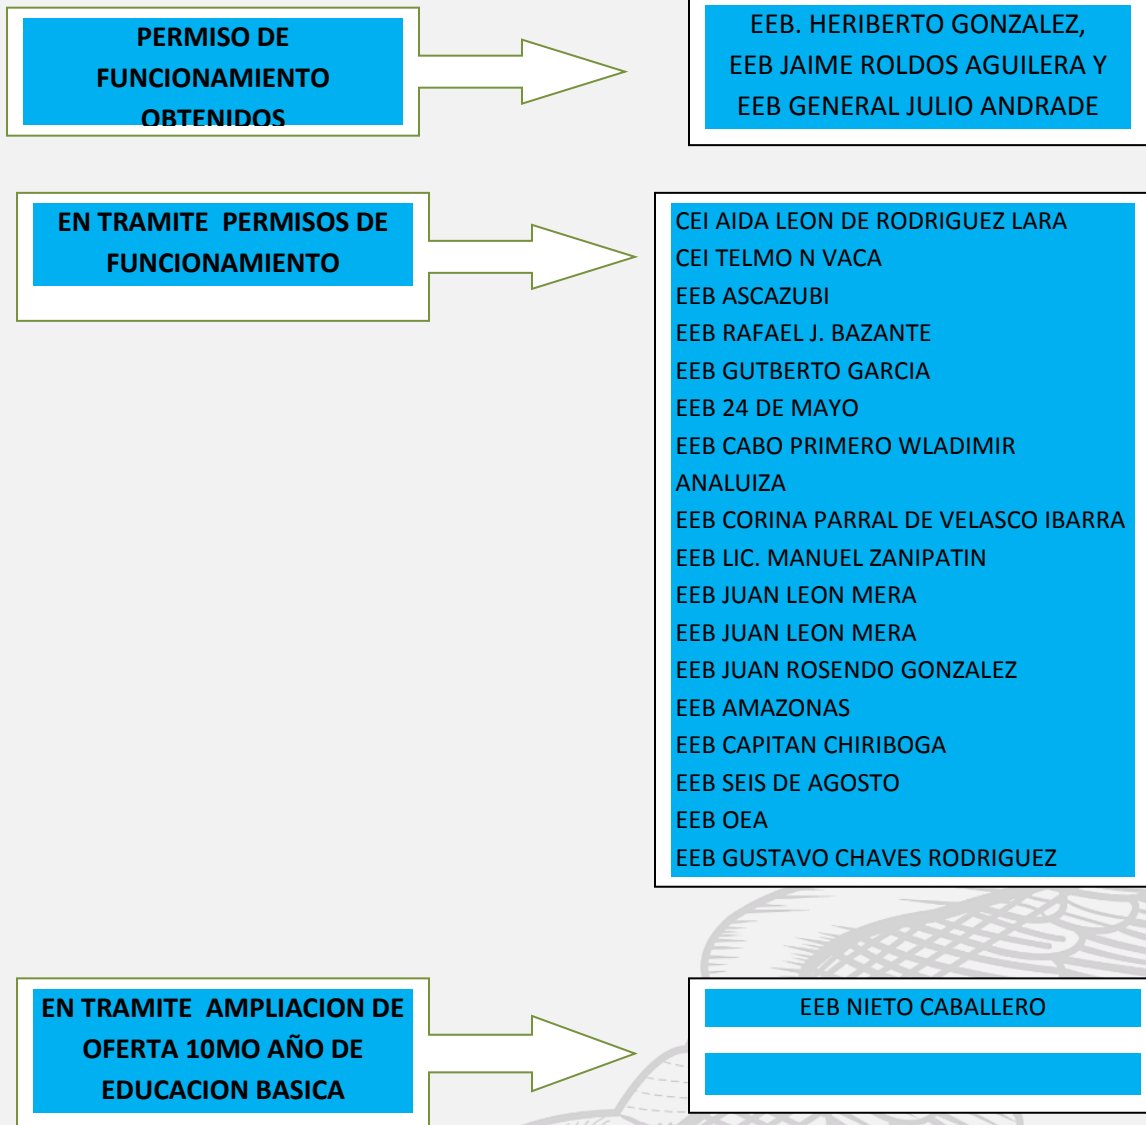 PERMISO DE
FUNCIONAMIENTO
OBTENIDOS
EEB. HERIBERTO GONZALEZ,
EEB JAIME ROLDOS AGUILERA Y
EEB GENERAL JULIO ANDRADE
EN TRAMITE PERMISOS DE
FUNCIONAMIENTO
CEI AIDA LEON DE RODRIGUEZ LARA
CEI TELMO N VACA
EEB ASCAZUBI
EEB RAFAEL J. BAZANTE
EEB GUTBERTO GARCIA
EEB 24 DE MAYO
EEB CABO PRIMERO WLADIMIR
ANALUIZA
EEB CORINA PARRAL DE VELASCO IBARRA
EEB LIC. MANUEL ZANIPATIN
EEB JUAN LEON MERA
EEB JUAN LEON MERA
EEB JUAN ROSENDO GONZALEZ
EEB AMAZONAS
EEB CAPITAN CHIRIBOGA
EEB SEIS DE AGOSTO
EEB OEA
EEB GUSTAVO CHAVES RODRIGUEZ
EN TRAMITE AMPLIACION DE
OFERTA 10MO AÑO DE
EDUCACION BASICA
EEB NIETO CABALLERO